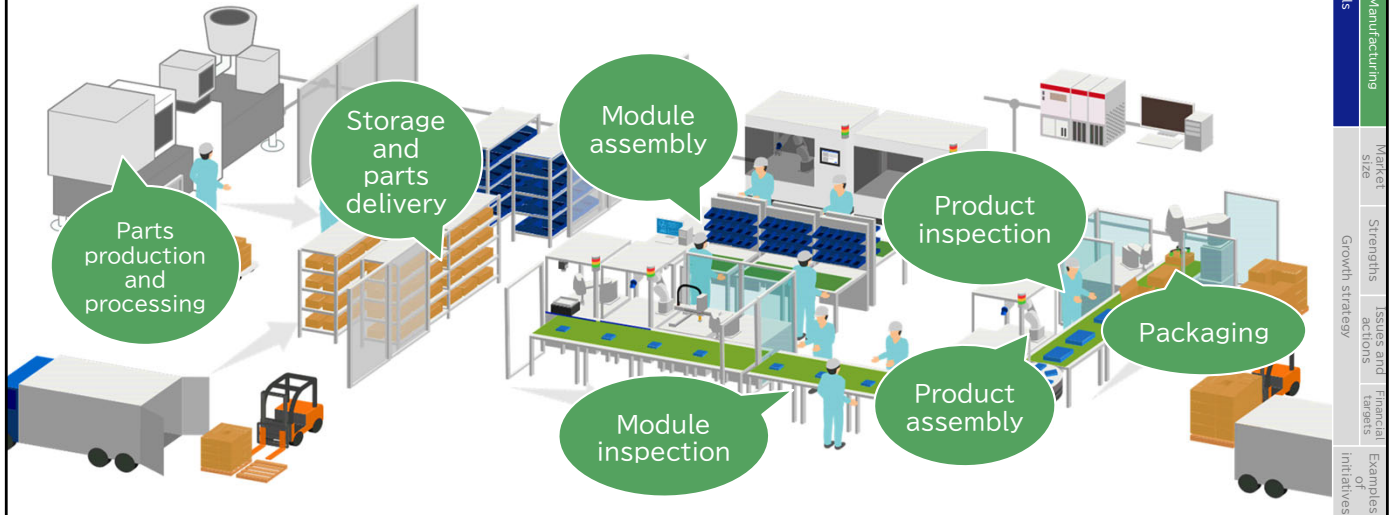 Parts
production
and
processing
Storage
and
parts
delivery
Module
assembly
Module
inspection
Product
assembly
Product
inspection
Packaging
Manufacturing
Market
size
Strengths
Issues and
actions
Financial
targets
Growth strategy
Examples
of
initiatives